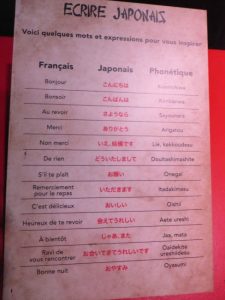 ECRIRE JAPONAIS
Voici quelques mots et expressions pour vous inspirer
Français Japonais Phonétique
Bonjour こんにちは Konnichiwa
Bonsoir こんばんは Konbanwa
Au revoir さようなら Sayounara
Merci ありがとう Arigatou
Non merci いえ、結構です Lie, kekkoudesu
De rien どういたしまして Doutashimashite
S'il te plaît お願い Onegai
Remerciement pour le repas いただきます Itadakimasu
C'est délicieux おいしい Oishii
Heureux de te revoir 会えてうれしい Aete ureshi
À bientôt じゃあ、また Jaa, mata
Ravi de vous rencontrer お会いできてうれしいです Oaidekite ureshiidesu
Bonne nuit おやすみ Oyasumi